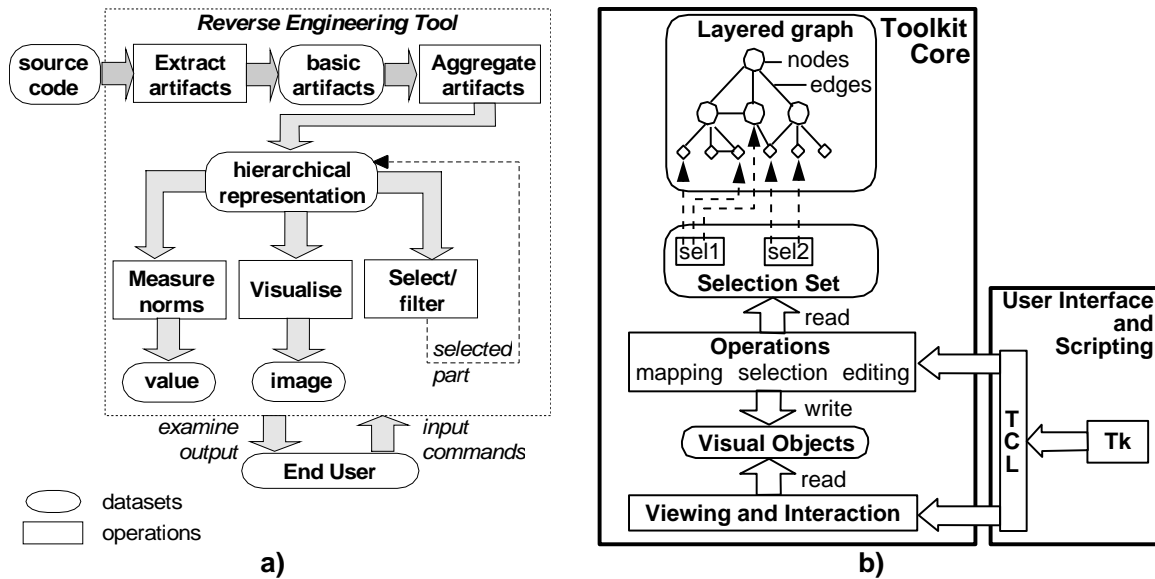 Reverse Engineering Tool
source
code
Extract
artifacts
basic
artifacts
Aggregate
artifacts
hierarchical
representation
Measure
norms
Visualise
Select/
filter
selected
part
value
image
examine
output
input
commands
End User
datasets
operations
a)
Layered graph
Toolkit
Core
nodes
edges
sel1
sel2
Selection Set
read
Operations
mapping selection editing
write
Visual Objects
read
Viewing and Interaction
User Interface
and
Scripting
T
C
L
Tk
b)